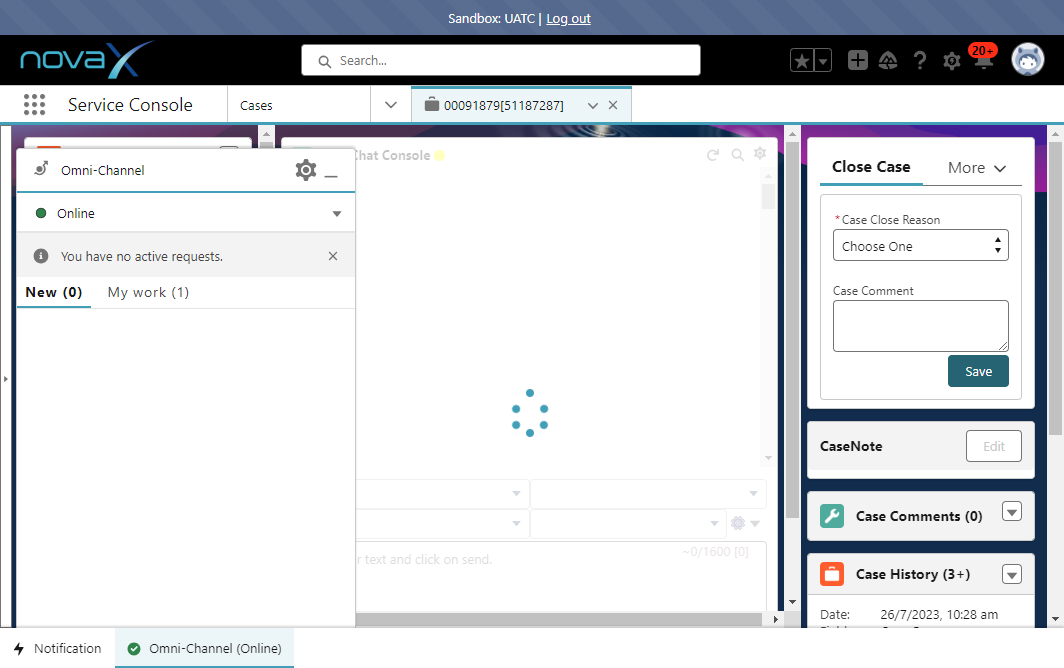 Sandbox: UATC | Log out
novaX
Search...
20+
Service Console
Cases
00091879[51187287]
Omni-Channel
Online
You have no active requests.
New (0)
My work (1)
Chat Console
r text and click on send.
~0/1600 [0]
Close Case
More
*Case Close Reason
Choose One
Case Comment
Save
CaseNote
Edit
Case Comments (0)
Case History (3+)
Date:
26/7/2023, 10:28 am
Notification
Omni-Channel (Online)